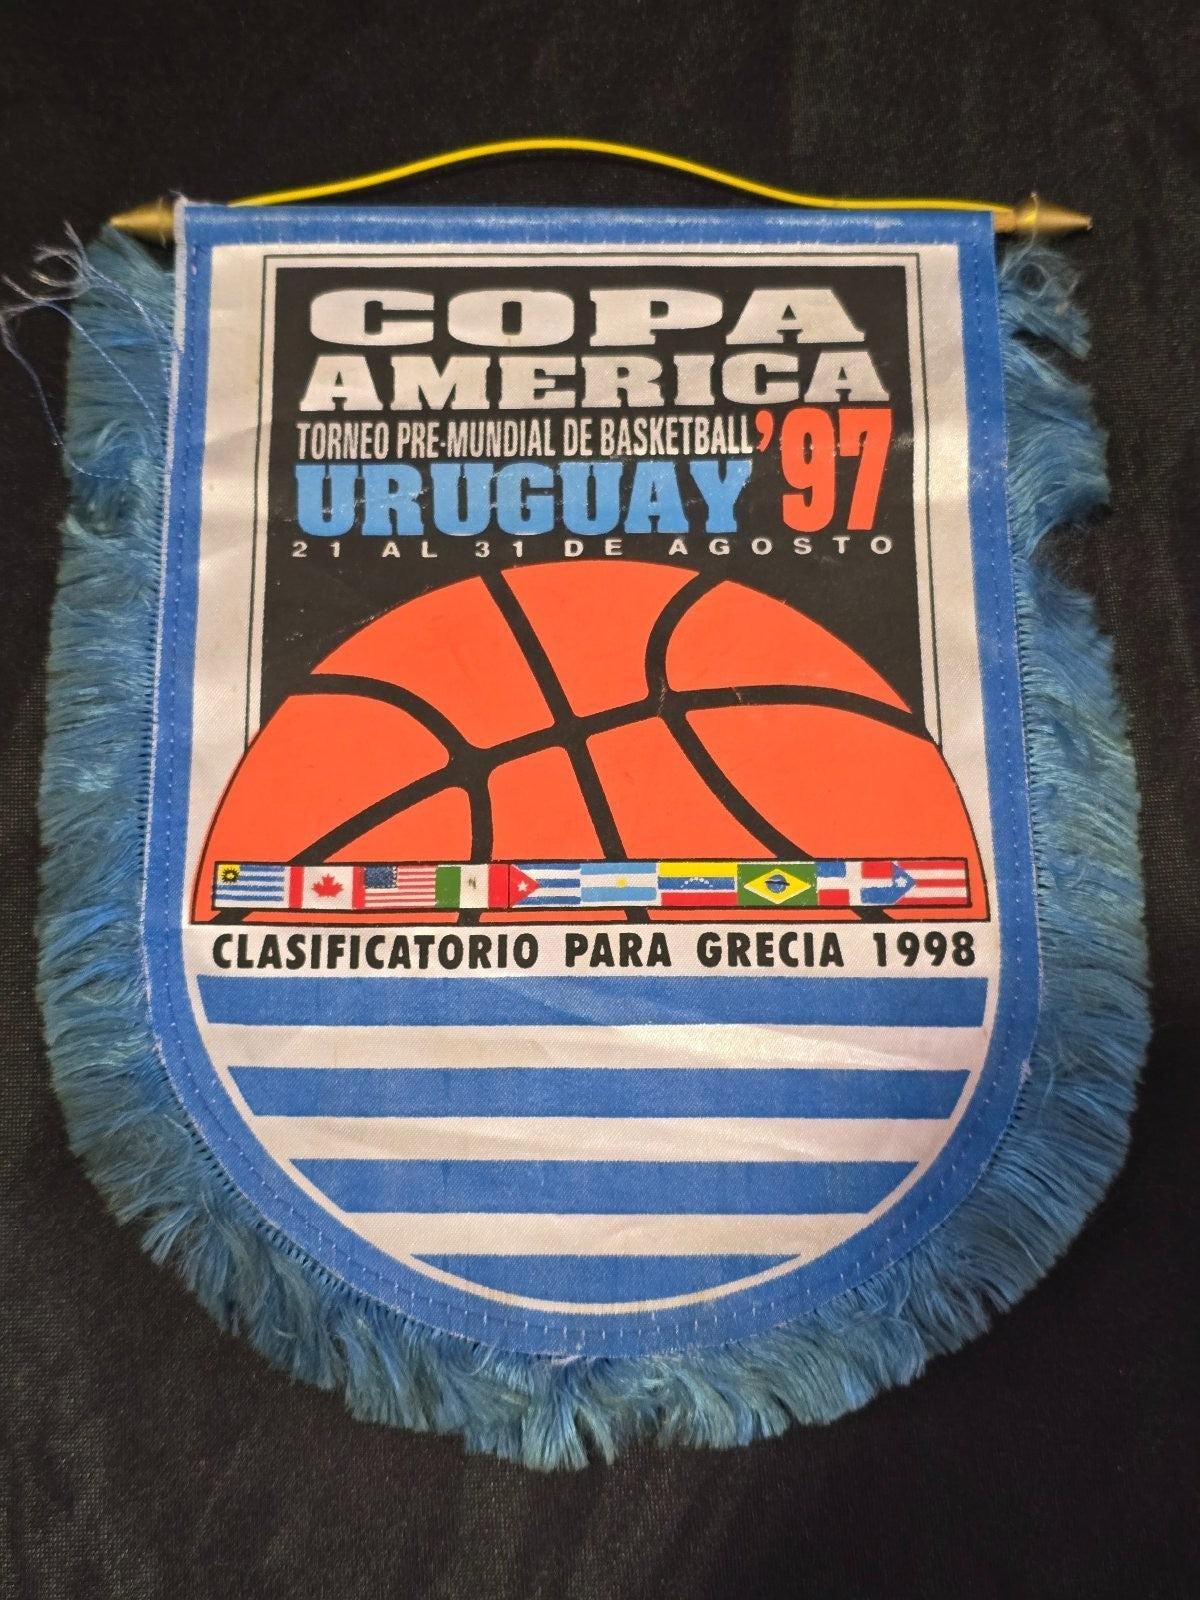 COPA
AMERICA
TORNEO PRE-MUNDIAL DE BASKETBALL '97
URUGUAY
21 AL 31 DE AGOSTO
CLASIFICATORIO PARA GRECIA 1998